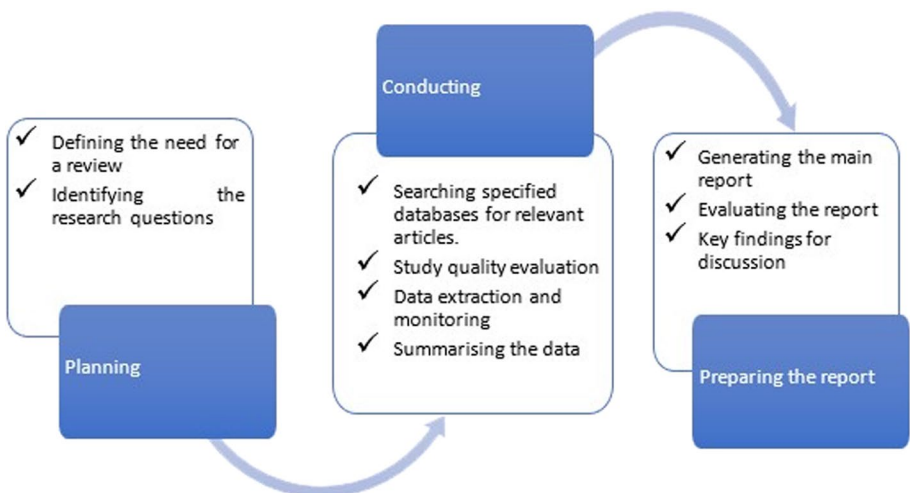 Defining the need for
a review
Identifying the
research questions
Planning
Conducting
Searching specified
databases for relevant
articles.
Study quality evaluation
Data extraction and
monitoring
Summarising the data
Generating the main
report
Evaluating the report
Key findings for
discussion
Preparing the report